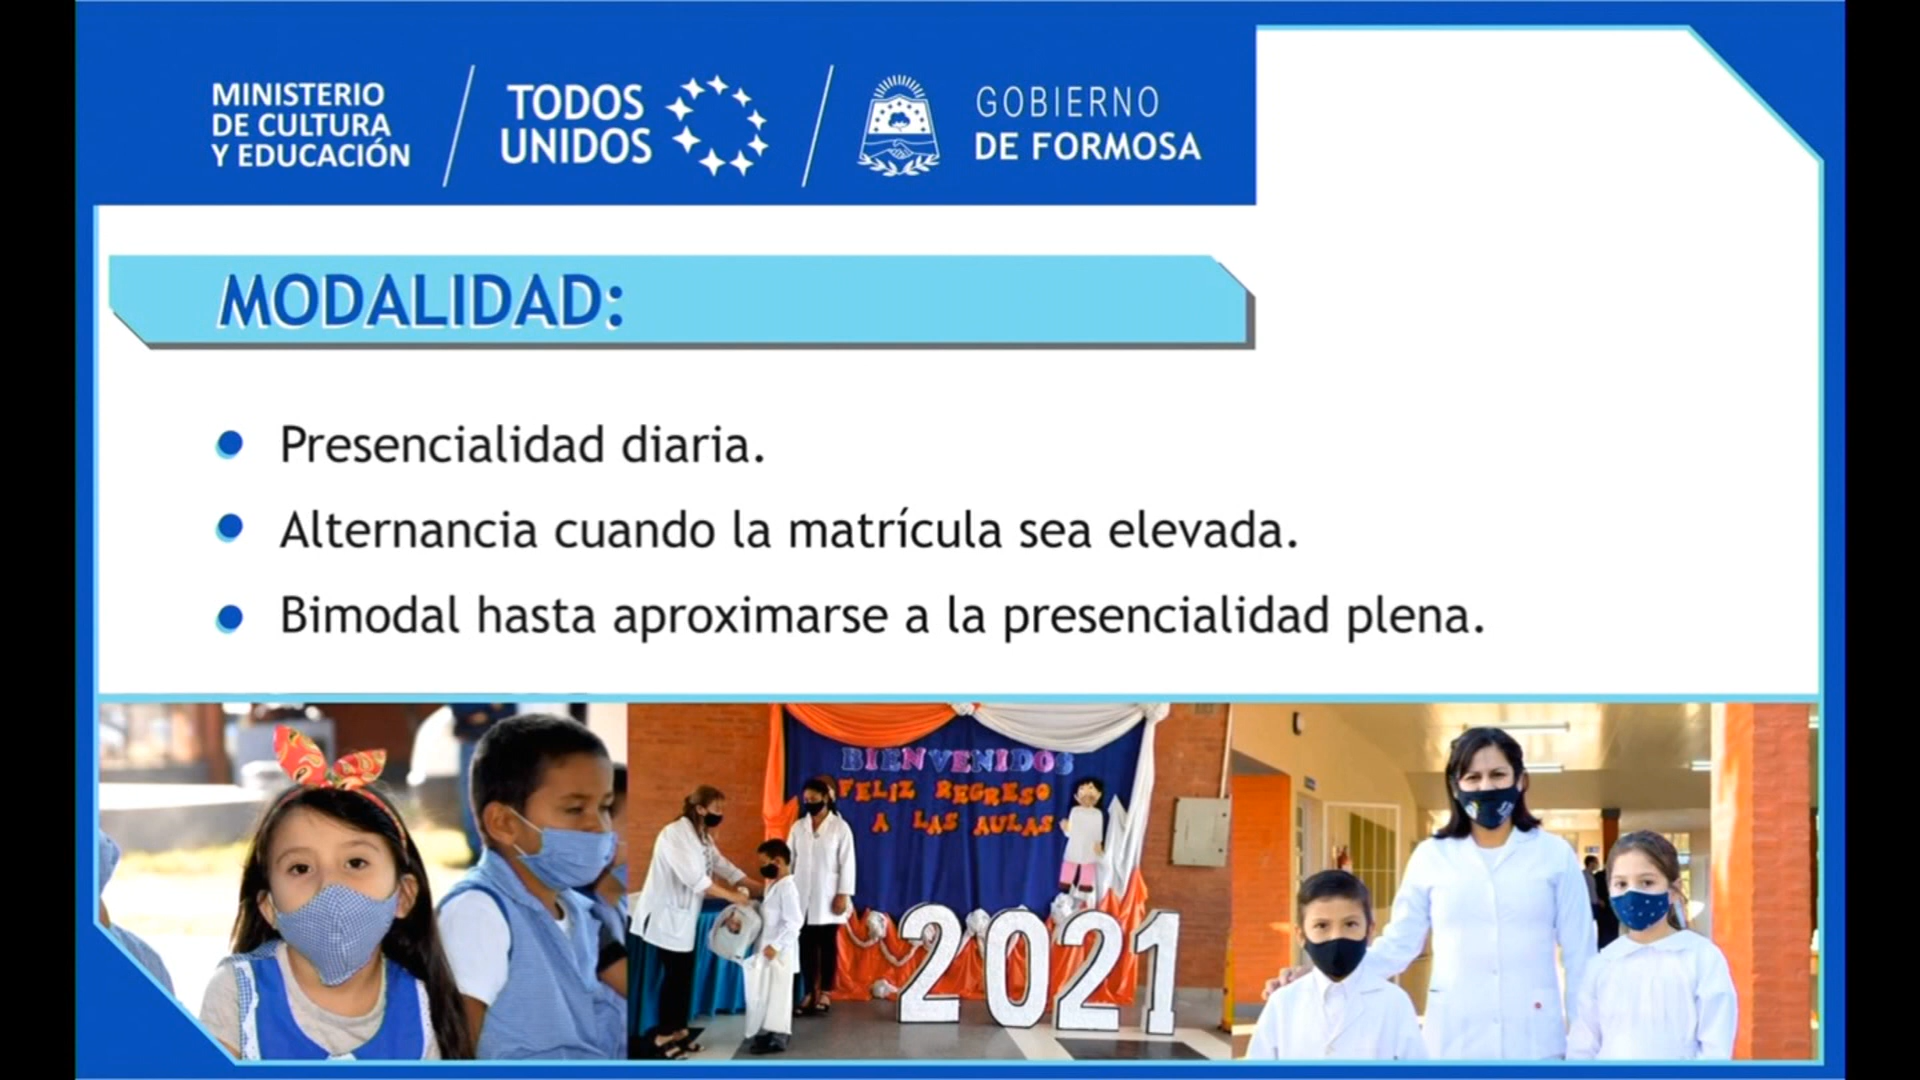 MINISTERIO
DE CULTURA
Y EDUCACIÓN
TODOS
UNIDOS
GOBIERNO
DE FORMOSA
MODALIDAD:
Presencialidad diaria.
Alternancia cuando la matrícula sea elevada.
Bimodal hasta aproximarse a la presencialidad plena.
BIENVENIDOS
FELIZ REGRESO
A LAS AULAS
2021